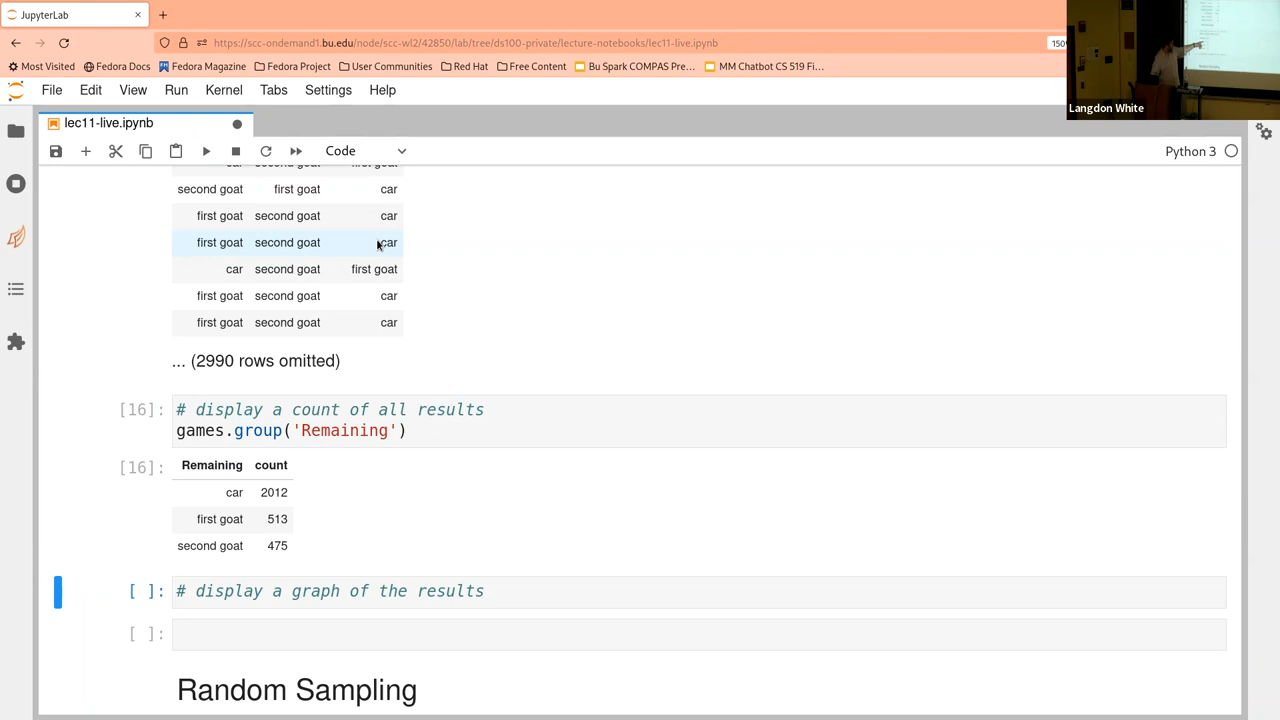 JupyterLab
https://scc-ondemand1.bu.edu/node/scc-wl2/42850/lab/tree/ds100-private/lecture-notebooks/lec11-live.ipynb
150
Most Visited Fedora Docs Fedora Magazine Fedora Project User Communities Red Hat Free Content Bu Spark COMPAS Pre... MM Chatbot CS 519 Fi...
Langdon White
File Edit View Run Kernel Tabs Settings Help
lec11-live.ipynb
Code
Python 3
second goat first goat car
first goat second goat car
first goat second goat car
car second goat first goat
first goat second goat car
first goat second goat car
... (2990 rows omitted)
[16]: # display a count of all results
games.group('Remaining')
[16]: Remaining count
car 2012
first goat 513
second goat 475
[ ]: # display a graph of the results
[ ]:
Random Sampling